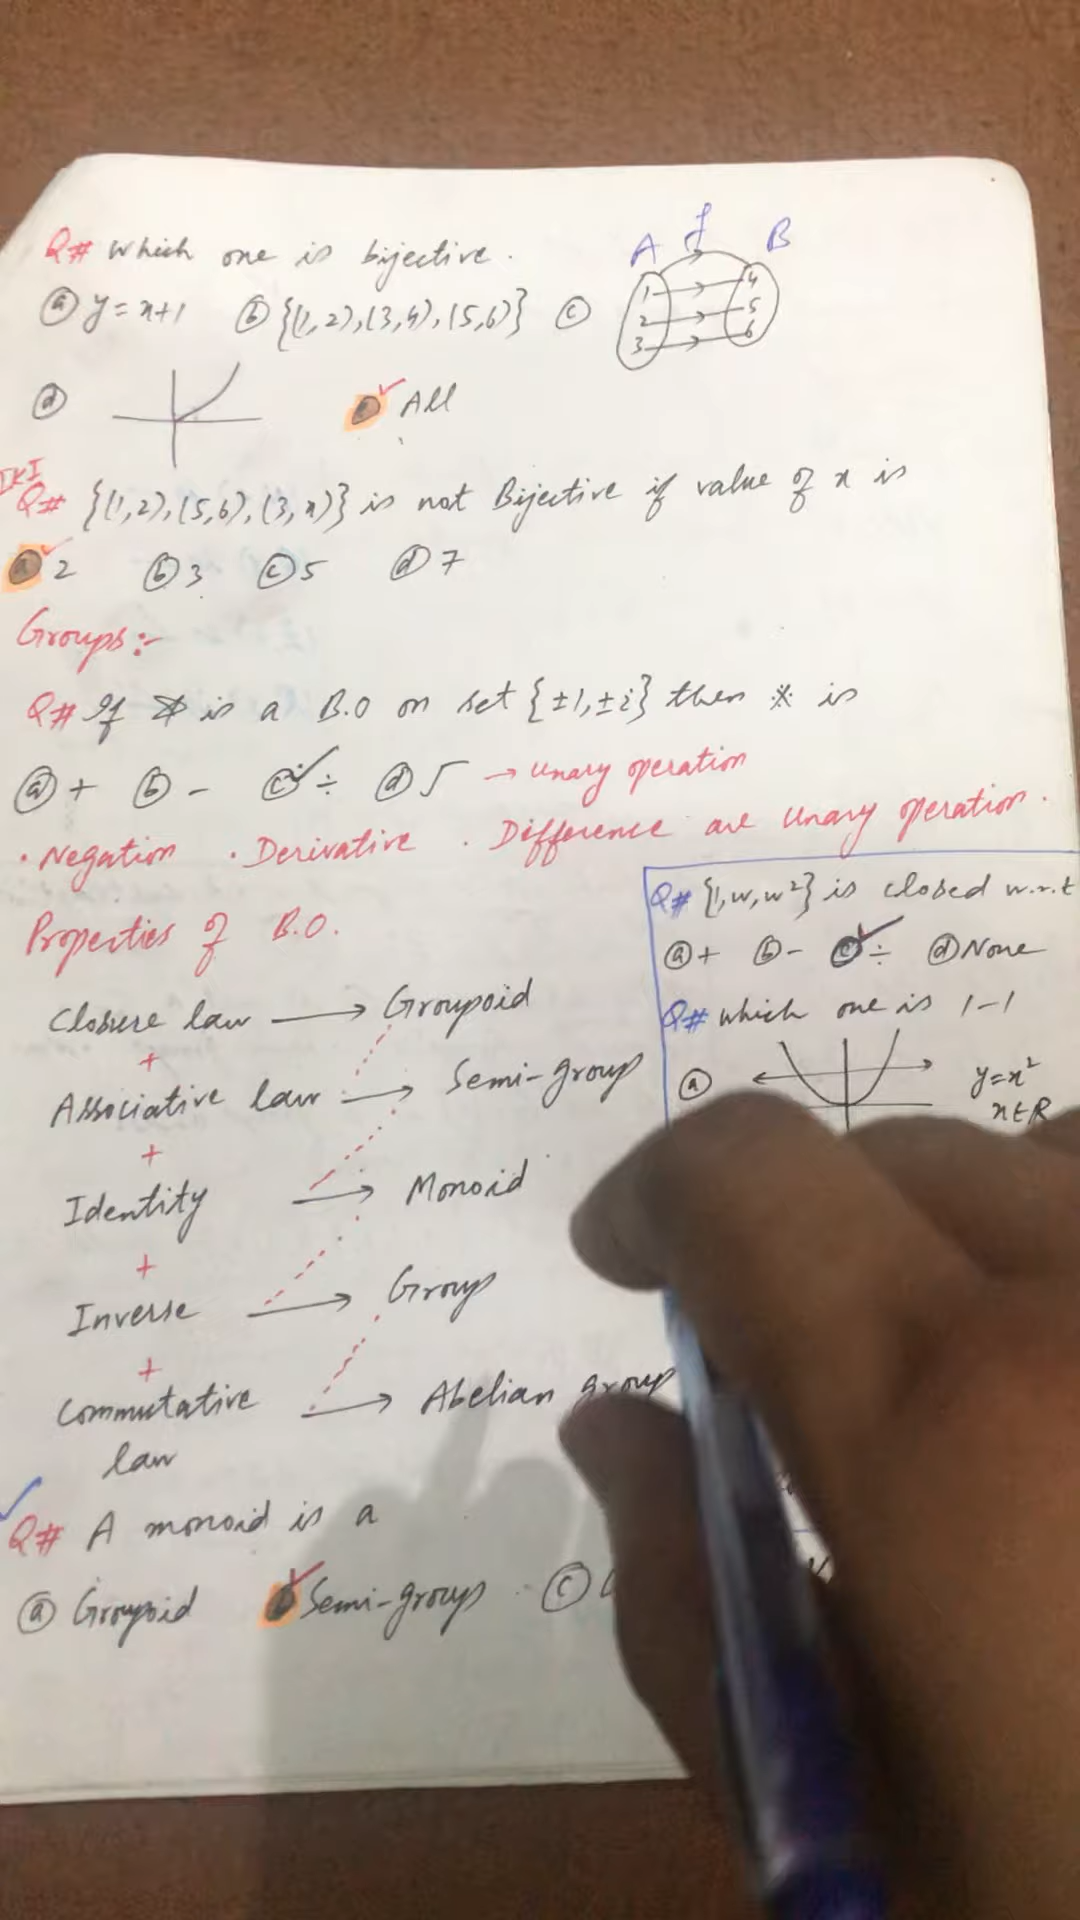 Q# Which one is bijective.
ⓐ y=x+1 ⓑ {(1,2),(3,4),(5,6)} ⓒ
A f B
1 4
2 5
3 6
ⓓ All
IKI
Q# {(1,2),(5,6),(3,x)} is not Bijective if value of x is
ⓐ 2 ⓑ 3 ⓒ 5 ⓓ 7
Groups:-
Q# If * is a B.O on set {±1,±i} then ※ is
ⓐ + ⓑ - ⓒ ÷ ⓓ √ → Unary operation
• Negation • Derivative • Difference are Unary operation.
Properties of B.O.
Closure law → Groupoid
+
Associative law → Semi-group
+
Identity → Monoid
+
Inverse → Group
+
Commutative law → Abelian group
Q# A monoid is a
ⓐ Groupoid ⓑ Semi-group ⓒ
Q# {1,w,w²} is closed w.r.t
ⓐ + ⓑ - ⓒ ÷ ⓓ None
Q# which one is 1-1
ⓐ y=x²
x∈R